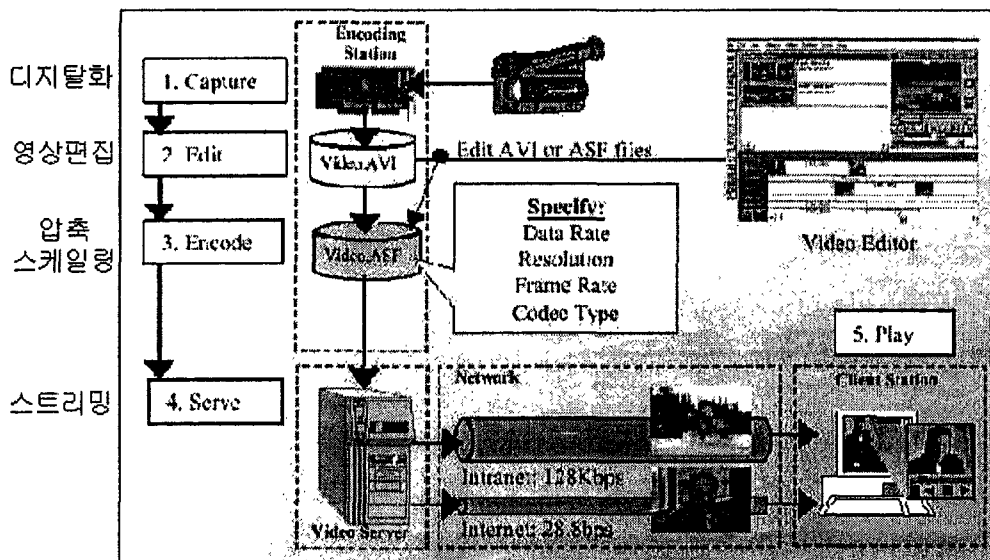 디지탈화
1. Capture
Encoding
Station
영상편집
2 Edit
Video.AVI
Edit AVI or ASF files
압축
스케일링
3. Encode
Video.ASF
Specify:
Data Rate
Resolution
Frame Rate
Codec Type
Video Editor
5. Play
스트리밍
4. Serve
Video Server
Network
Intranet: 128Kbps
Internet: 28.8bps
Client Station